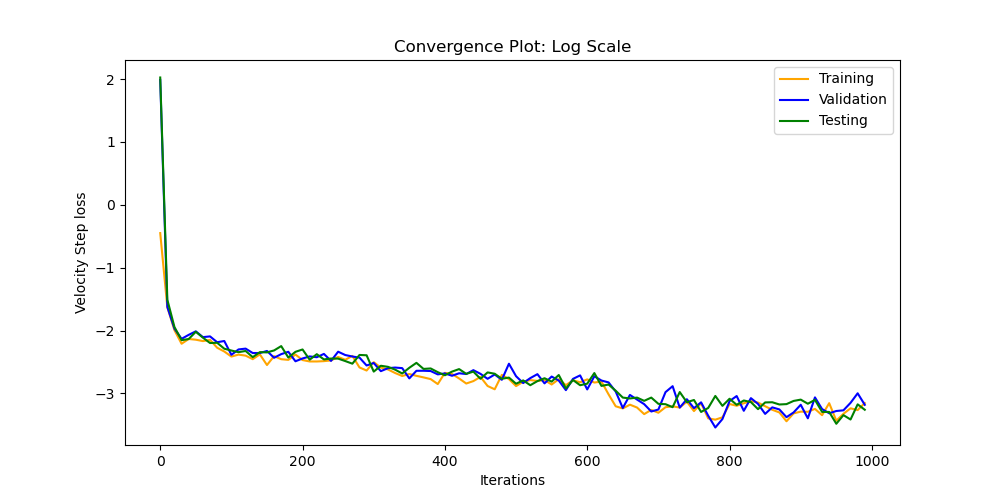 Convergence Plot: Log Scale
Training
Validation
Testing
2
1
0
−1
−2
−3
Velocity Step loss
0 200 400 600 800 1000
Iterations